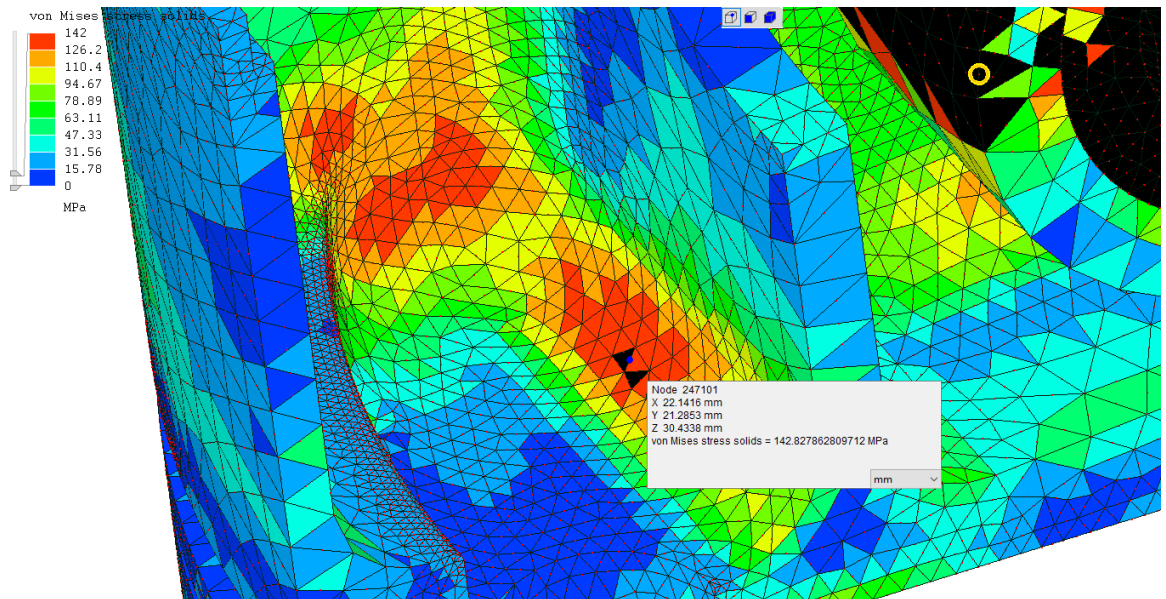 von Mises stress solids
142
126.2
110.4
94.67
78.89
63.11
47.33
31.56
15.78
0
MPa
Node 247101
X 22.1416 mm
Y 21.2853 mm
Z 30.4338 mm
von Mises stress solids = 142.827862809712 MPa
mm